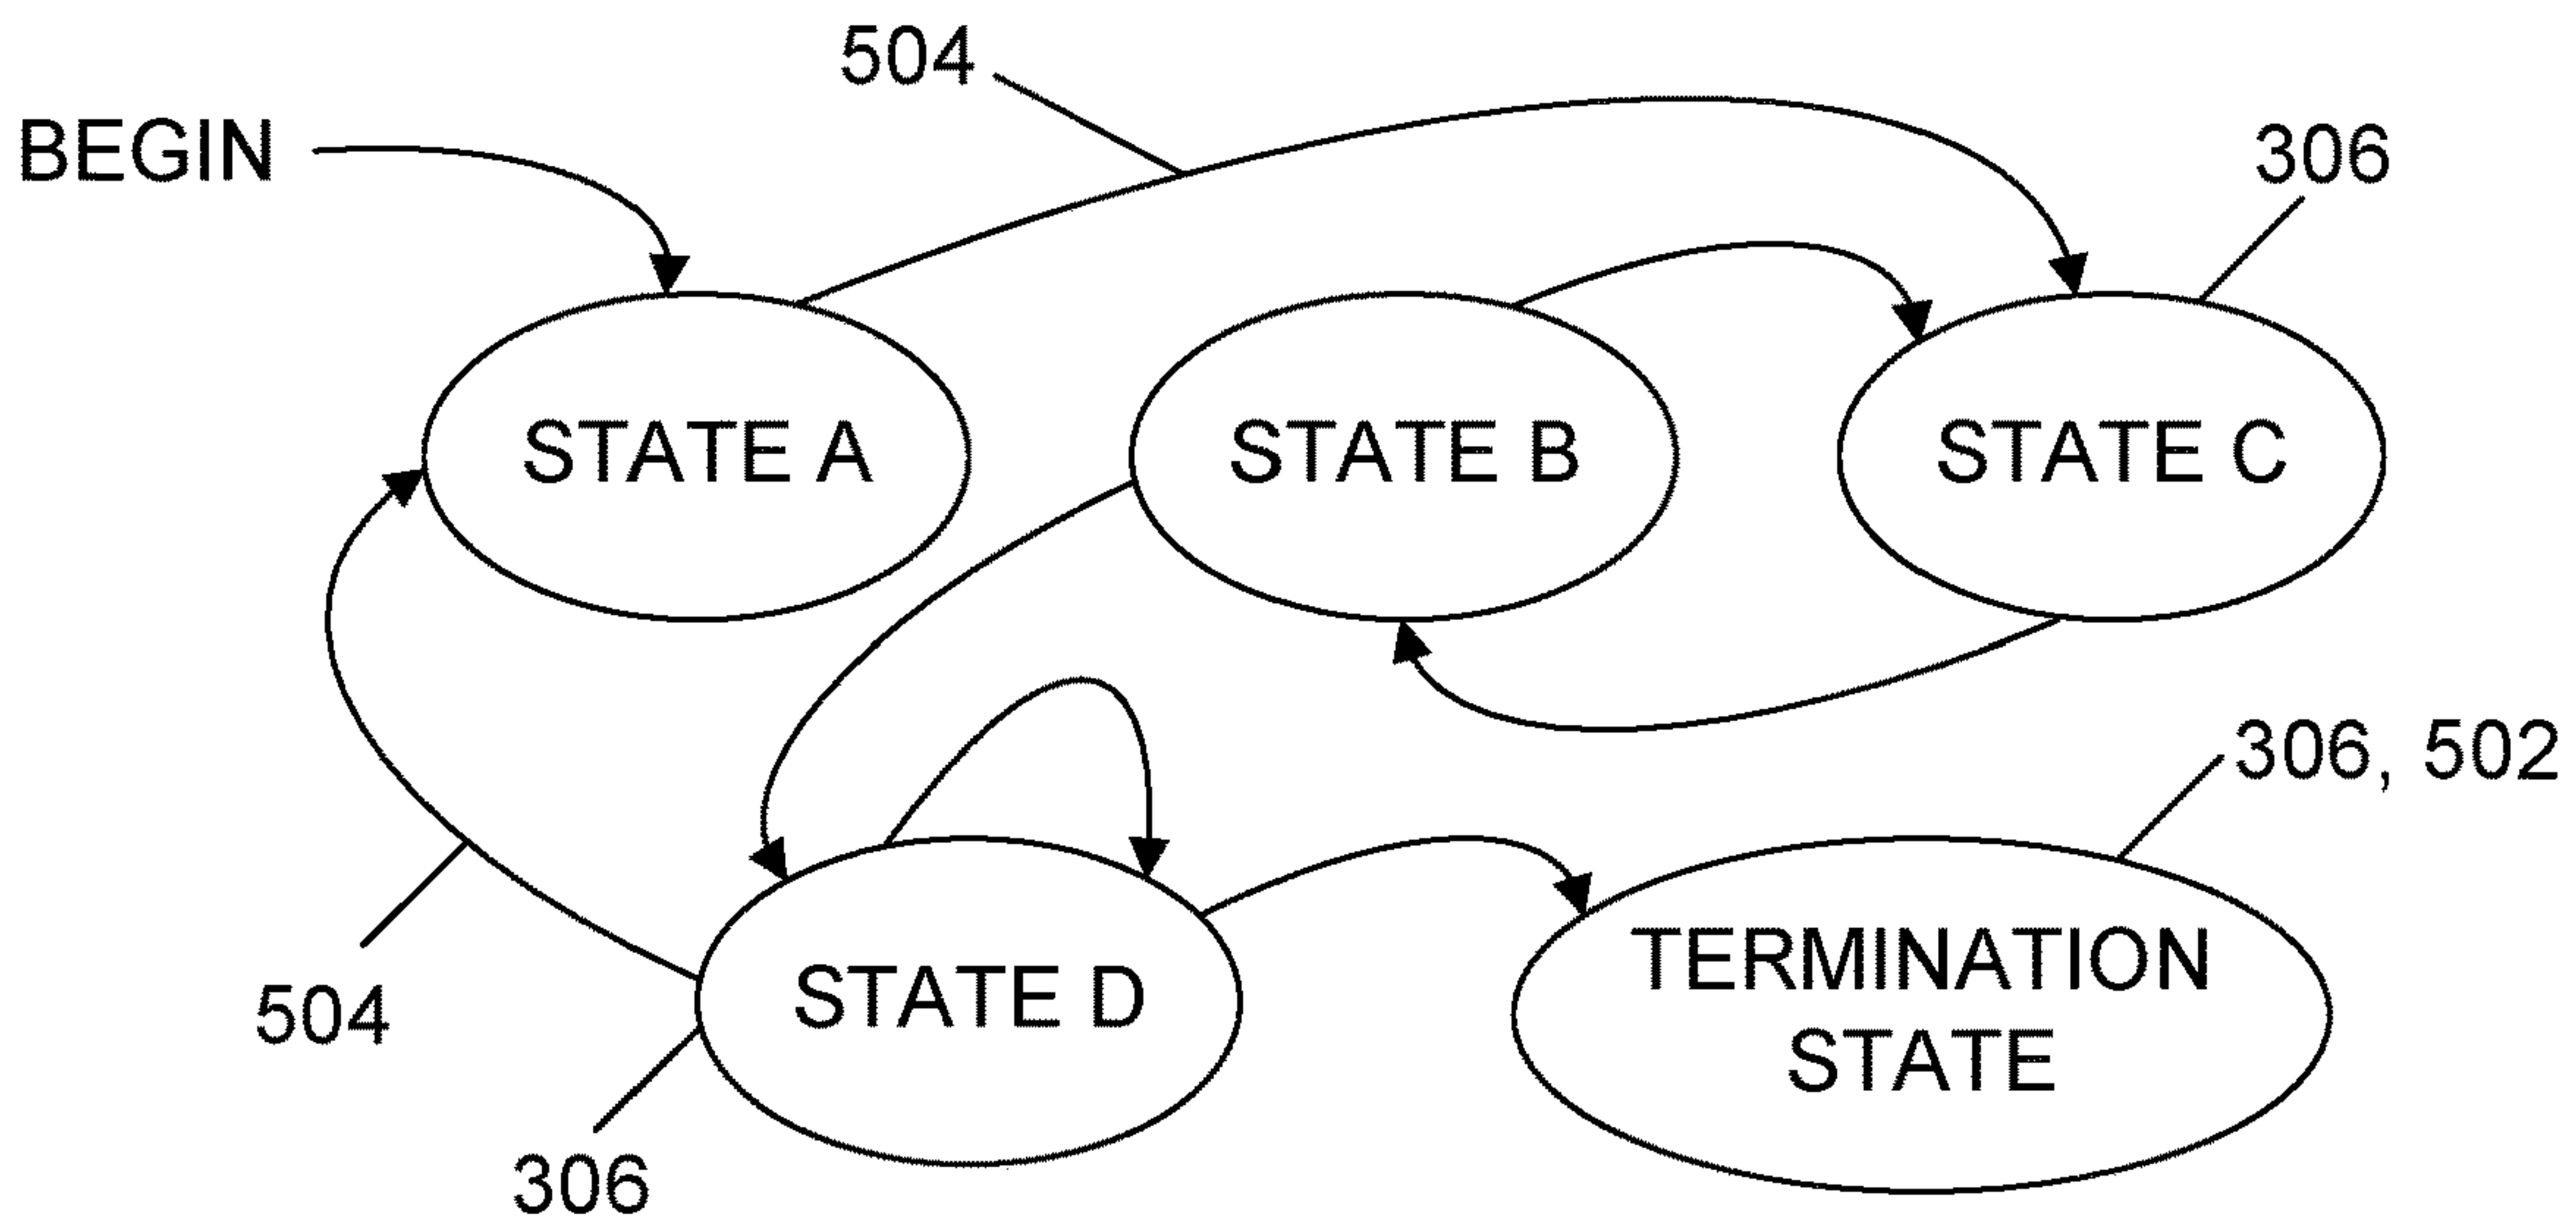 504
BEGIN
306
STATE A
STATE B
STATE C
306, 502
TERMINATION
STATE
STATE D
504
306